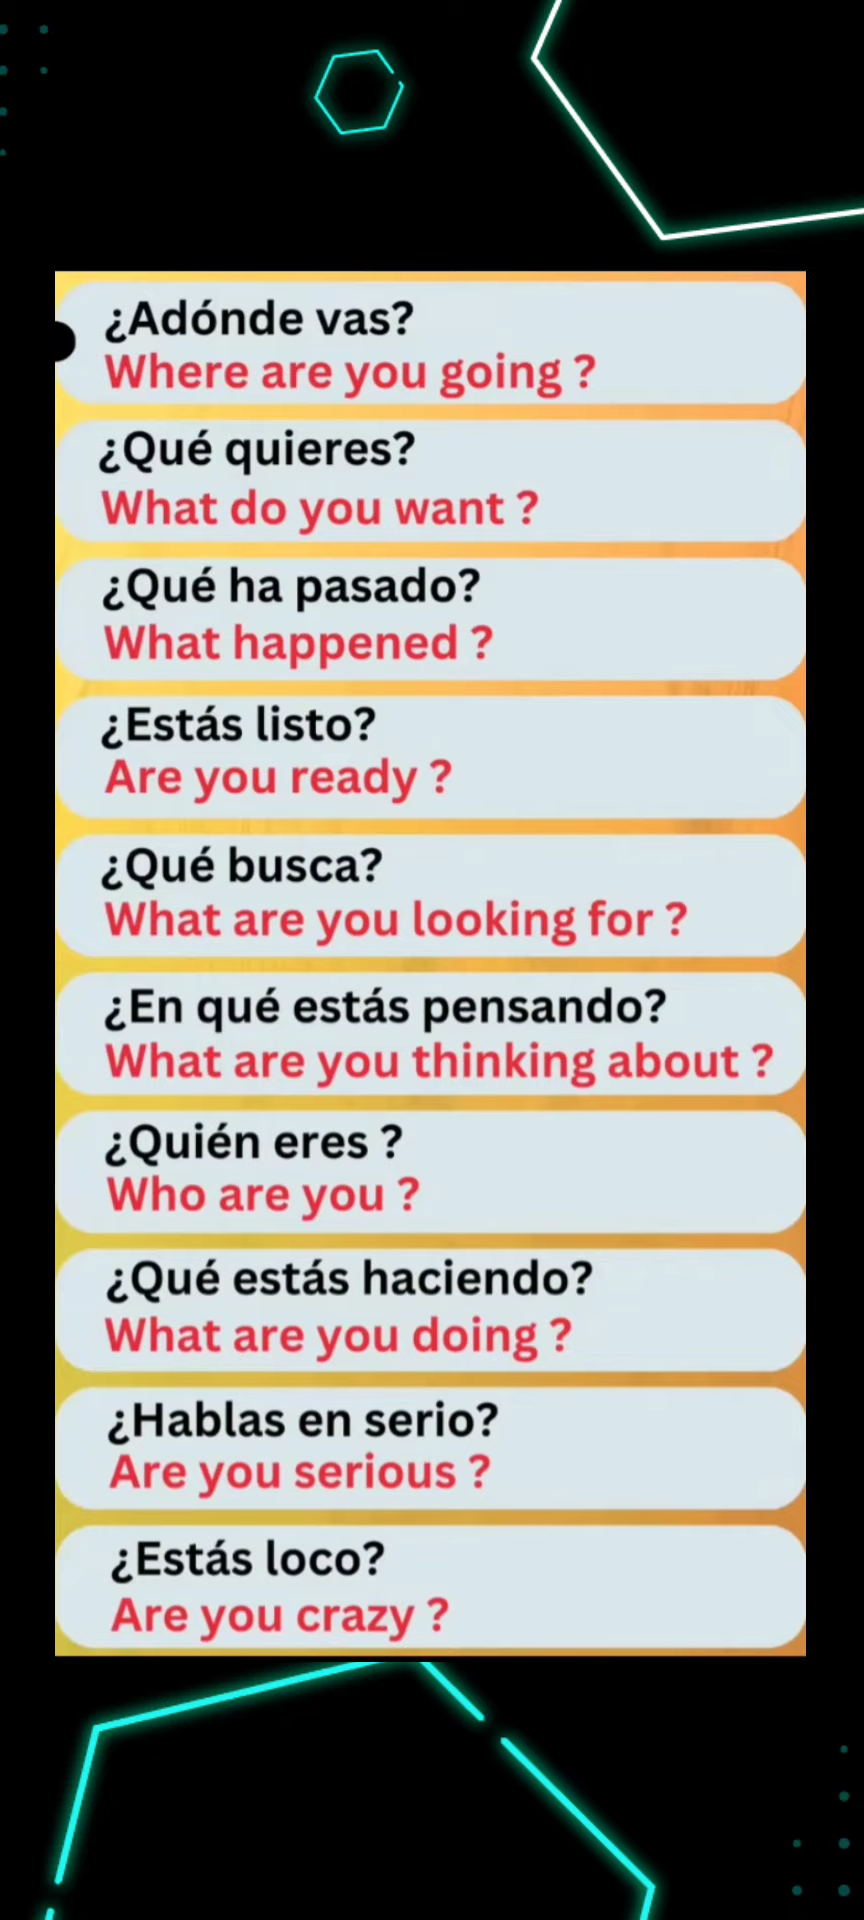 ¿Adónde vas?
Where are you going ?
¿Qué quieres?
What do you want ?
¿Qué ha pasado?
What happened ?
¿Estás listo?
Are you ready ?
¿Qué busca?
What are you looking for ?
¿En qué estás pensando?
What are you thinking about ?
¿Quién eres ?
Who are you ?
¿Qué estás haciendo?
What are you doing ?
¿Hablas en serio?
Are you serious ?
¿Estás loco?
Are you crazy ?